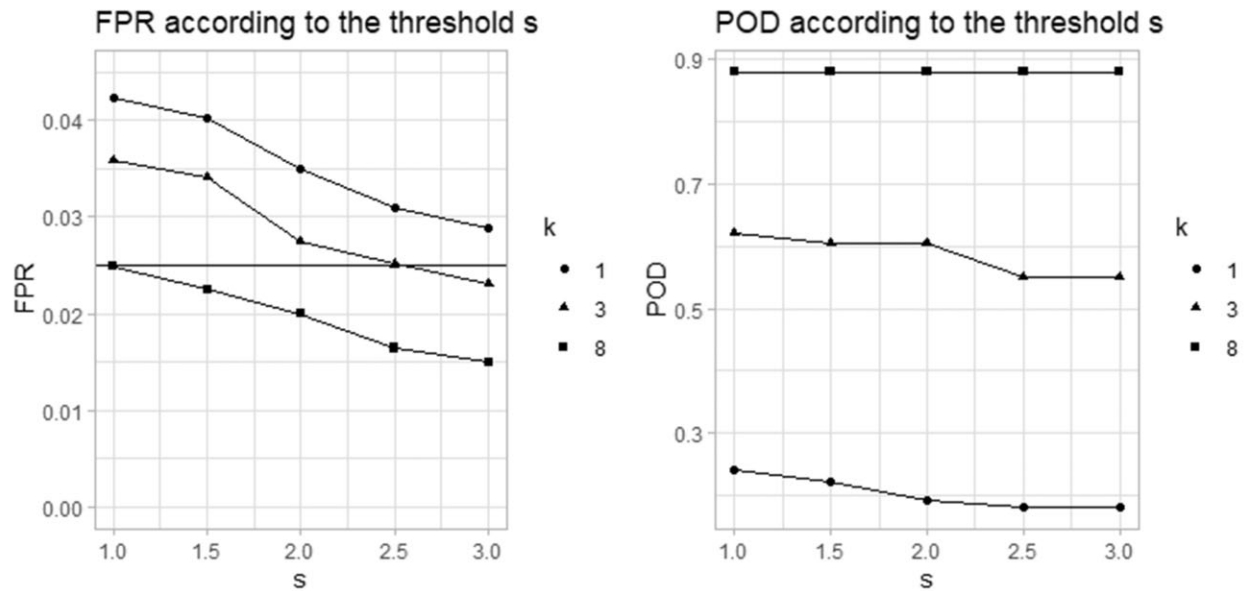 FPR according to the threshold s
FPR
0.04
0.03
0.02
0.01
0.00
1.0 1.5 2.0 2.5 3.0
s
k
1
3
8
POD according to the threshold s
POD
0.9
0.7
0.5
0.3
1.0 1.5 2.0 2.5 3.0
s
k
1
3
8